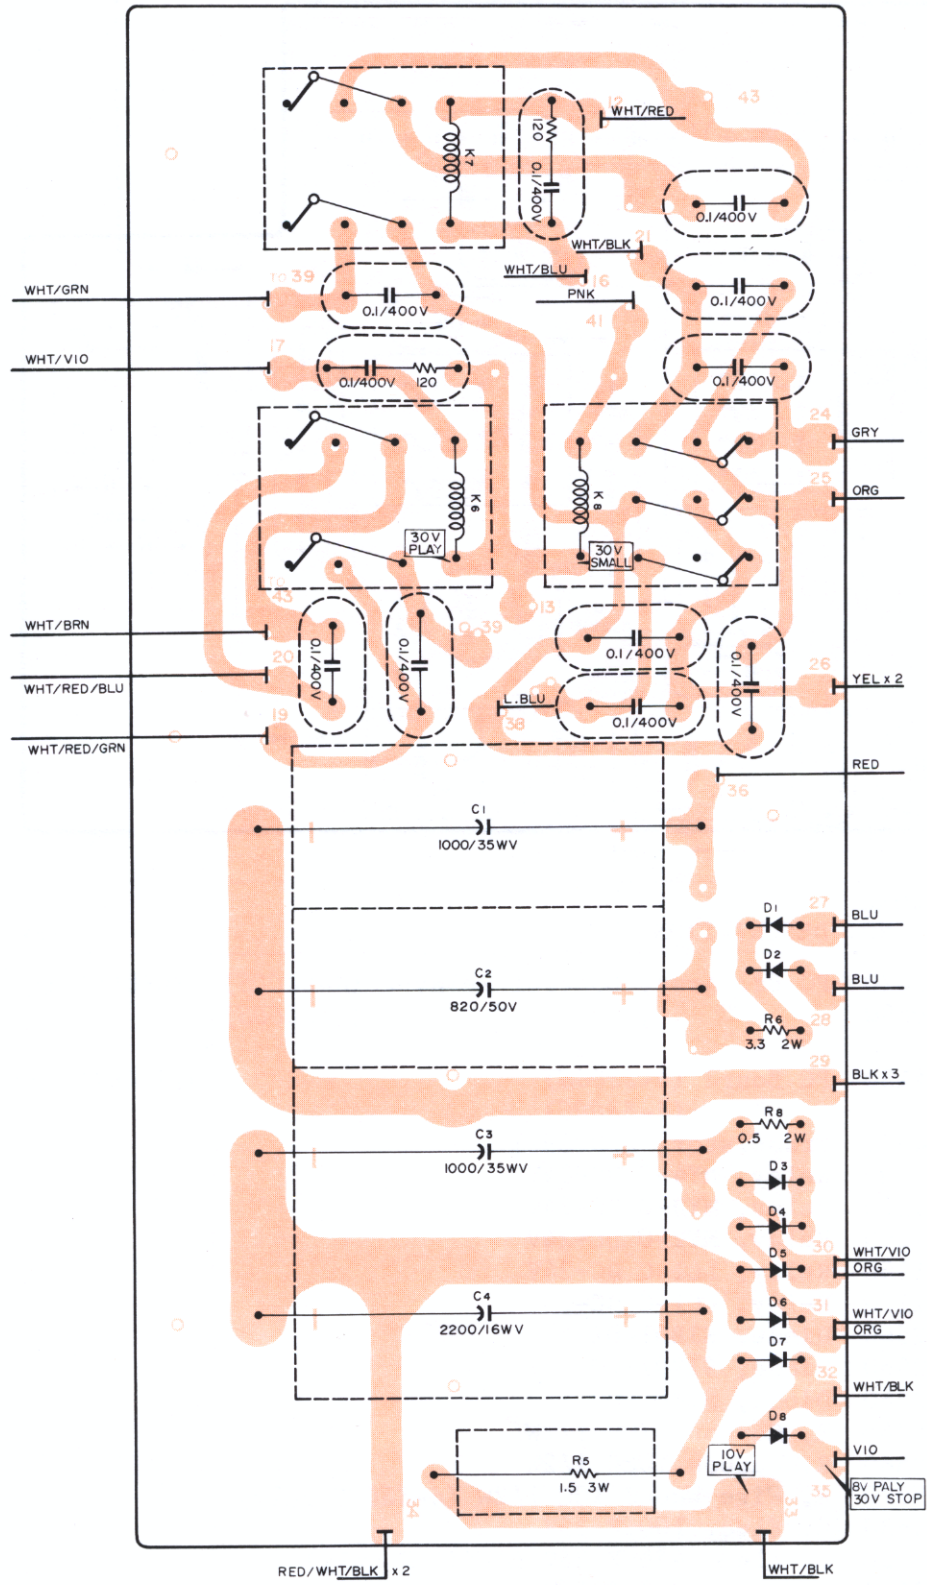 12
43
WHT/RED
120
K7
0.1/400V
0.1/400V
WHT/BLK
21
WHT/BLU
16
PNK
41
TO 39
WHT/GRN
0.1/400V
0.1/400V
17
WHT/VIO
0.1/400V
120
0.1/400V
24
GRY
25
ORG
K6
K8
30V
PLAY
30V
SMALL
TO
43
13
39
WHT/BRN
0.1/400V
0.1/400V
0.1/400V
0.1/400V
20
WHT/RED/BLU
26
YEL x 2
L.BLU
38
0.1/400V
19
WHT/RED/GRN
RED
36
C1
1000/35WV
+
D1
27
BLU
D2
C2
820/50V
+
BLU
28
R6
3.3 2W
29
BLK x 3
R8
0.5 2W
C3
1000/35WV
+
D3
D4
D5
30
WHT/VIO
ORG
C4
2200/16WV
+
D6
31
WHT/VIO
ORG
D7
32
WHT/BLK
D8
10V
PLAY
VIO
R5
1.5 3W
35
8V PALY
30V STOP
34
33
RED/WHT/BLK x 2
WHT/BLK